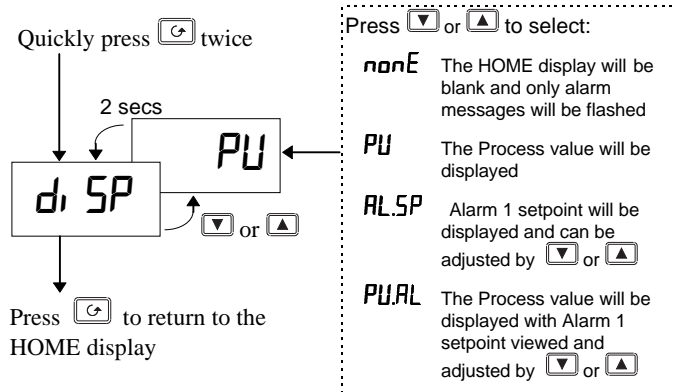 Quickly press twice
2 secs
PV
di SP
or
Press to return to the
HOME display
Press or to select:
nonE The HOME display will be
blank and only alarm
messages will be flashed
PV The Process value will be
displayed
AL.SP Alarm 1 setpoint will be
displayed and can be
adjusted by or
PV.AL The Process value will be
displayed with Alarm 1
setpoint viewed and
adjusted by or